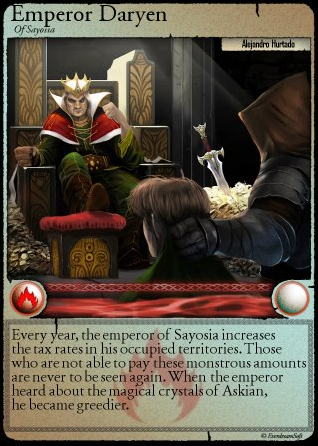 Emperor Daryen
Of Sayosia
Alejandro Hurtado
Every year, the emperor of Sayosia increases
the tax rates in his occupied territories. Those
who are not able to pay these monstrous amounts
are never to be seen again. When the emperor
heard about the magical crystals of Askian,
he became greedier.
© EverdreamSoft